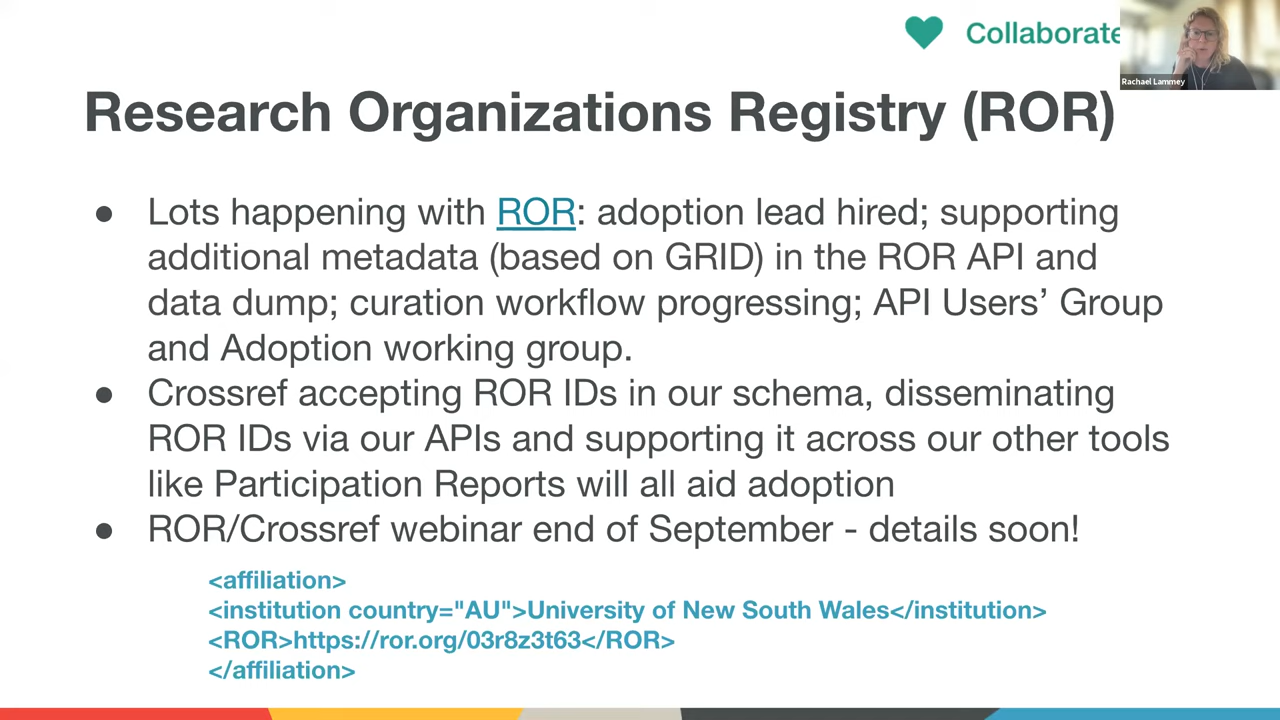 Collaborate
Rachael Lammey
Research Organizations Registry (ROR)
● Lots happening with ROR: adoption lead hired; supporting
additional metadata (based on GRID) in the ROR API and
data dump; curation workflow progressing; API Users’ Group
and Adoption working group.
● Crossref accepting ROR IDs in our schema, disseminating
ROR IDs via our APIs and supporting it across our other tools
like Participation Reports will all aid adoption
● ROR/Crossref webinar end of September - details soon!
<affiliation>
<institution country="AU">University of New South Wales</institution>
<ROR>https://ror.org/03r8z3t63</ROR>
</affiliation>